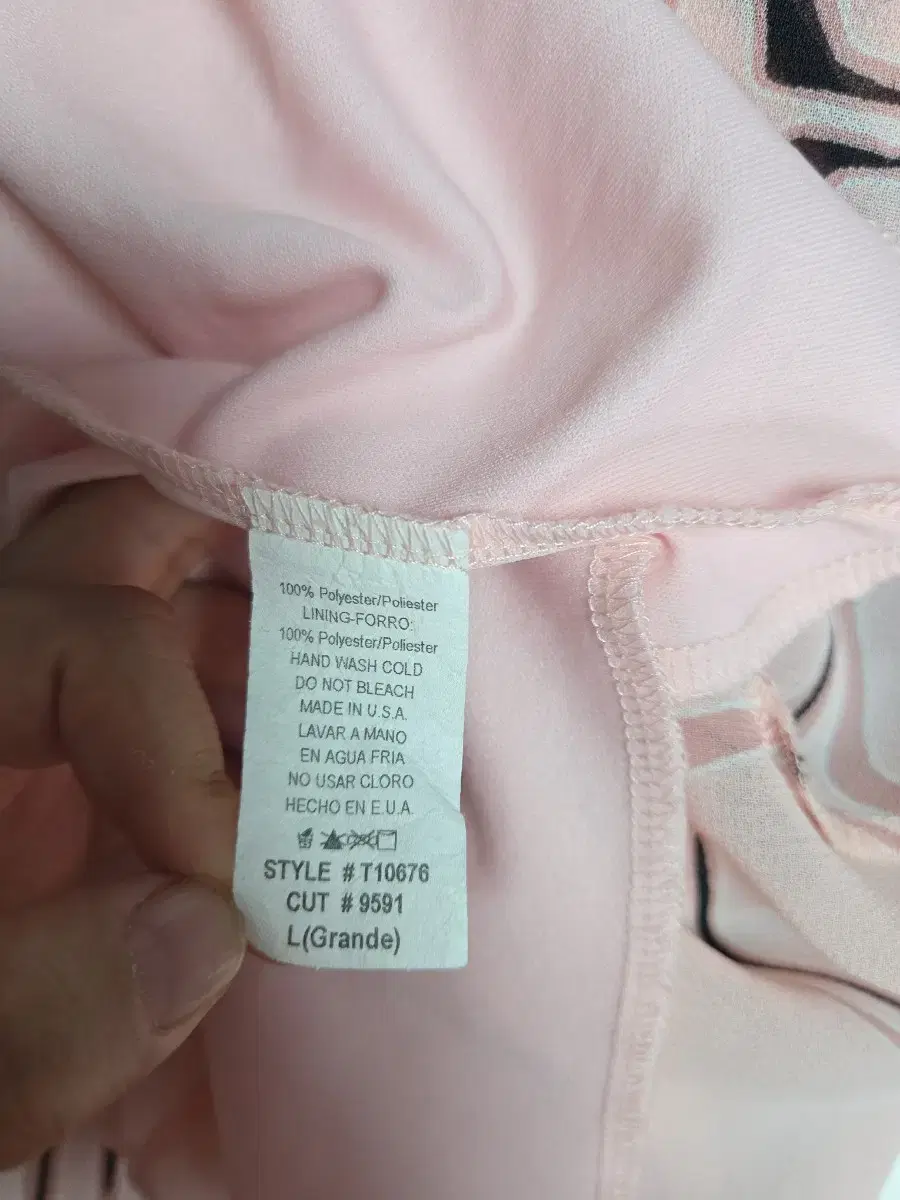 100% Polyester/Poliester
LINING-FORRO:
100% Polyester/Poliester
HAND WASH COLD
DO NOT BLEACH
MADE IN U.S.A.
LAVAR A MANO
EN AGUA FRIA
NO USAR CLORO
HECHO EN E.U.A.
STYLE # T10676
CUT # 9591
L(Grande)